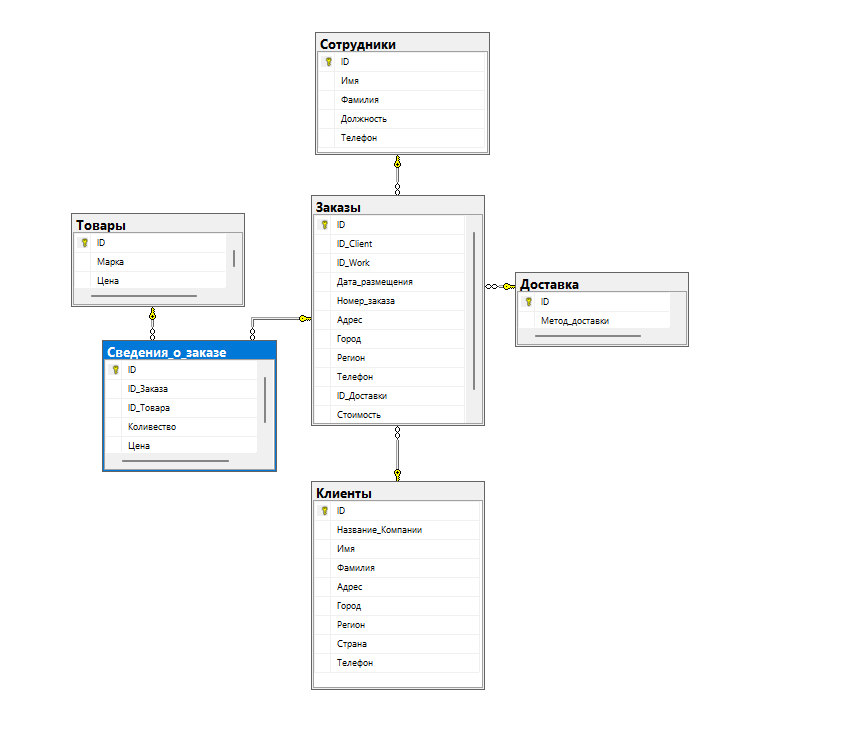 Сотрудники
ID
Имя
Фамилия
Должность
Телефон
Заказы
ID
ID_Client
ID_Work
Дата_размещения
Номер_заказа
Адрес
Город
Регион
Телефон
ID_Доставки
Стоимость
Товары
ID
Марка
Цена
Доставка
ID
Метод_доставки
Сведения_о_заказе
ID
ID_Заказа
ID_Товара
Коливество
Цена
Клиенты
ID
Название_Компании
Имя
Фамилия
Адрес
Город
Регион
Страна
Телефон